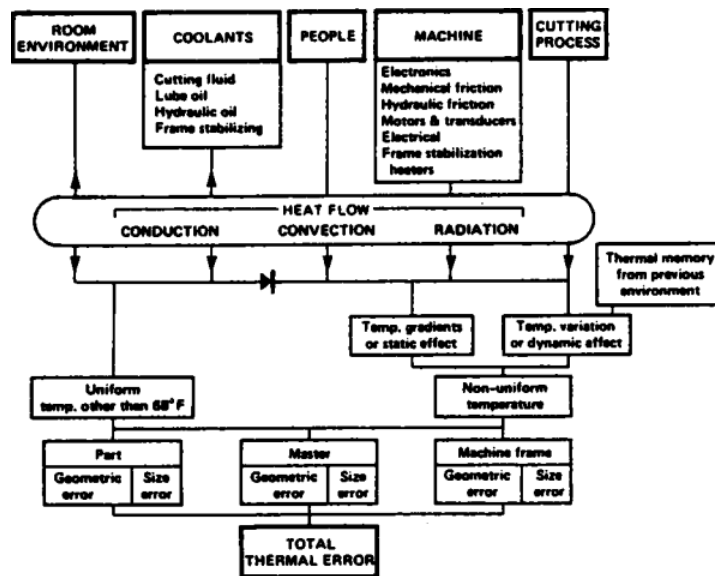 ROOM
ENVIRONMENT
COOLANTS
Cutting fluid
Lube oil
Hydraulic oil
Frame stabilizing
PEOPLE
MACHINE
Electronics
Mechanical friction
Hydraulic friction
Motors & transducers
Electrical
Frame stabilization
heaters
CUTTING
PROCESS
HEAT FLOW
CONDUCTION CONVECTION RADIATION
Thermal memory
from previous
environment
Temp. gradients
or static effect
Temp. variation
or dynamic effect
Uniform
temp. other than 68°F
Non-uniform
temperature
Part
Geometric
error
Size
error
Master
Geometric
error
Size
error
Machine frame
Geometric
error
Size
error
TOTAL
THERMAL ERROR